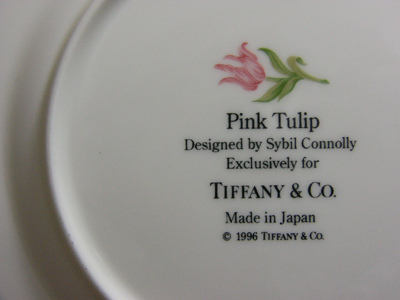 Pink Tulip
Designed by Sybil Connolly
Exclusively for
TIFFANY & CO.
Made in Japan
© 1996 TIFFANY & CO.